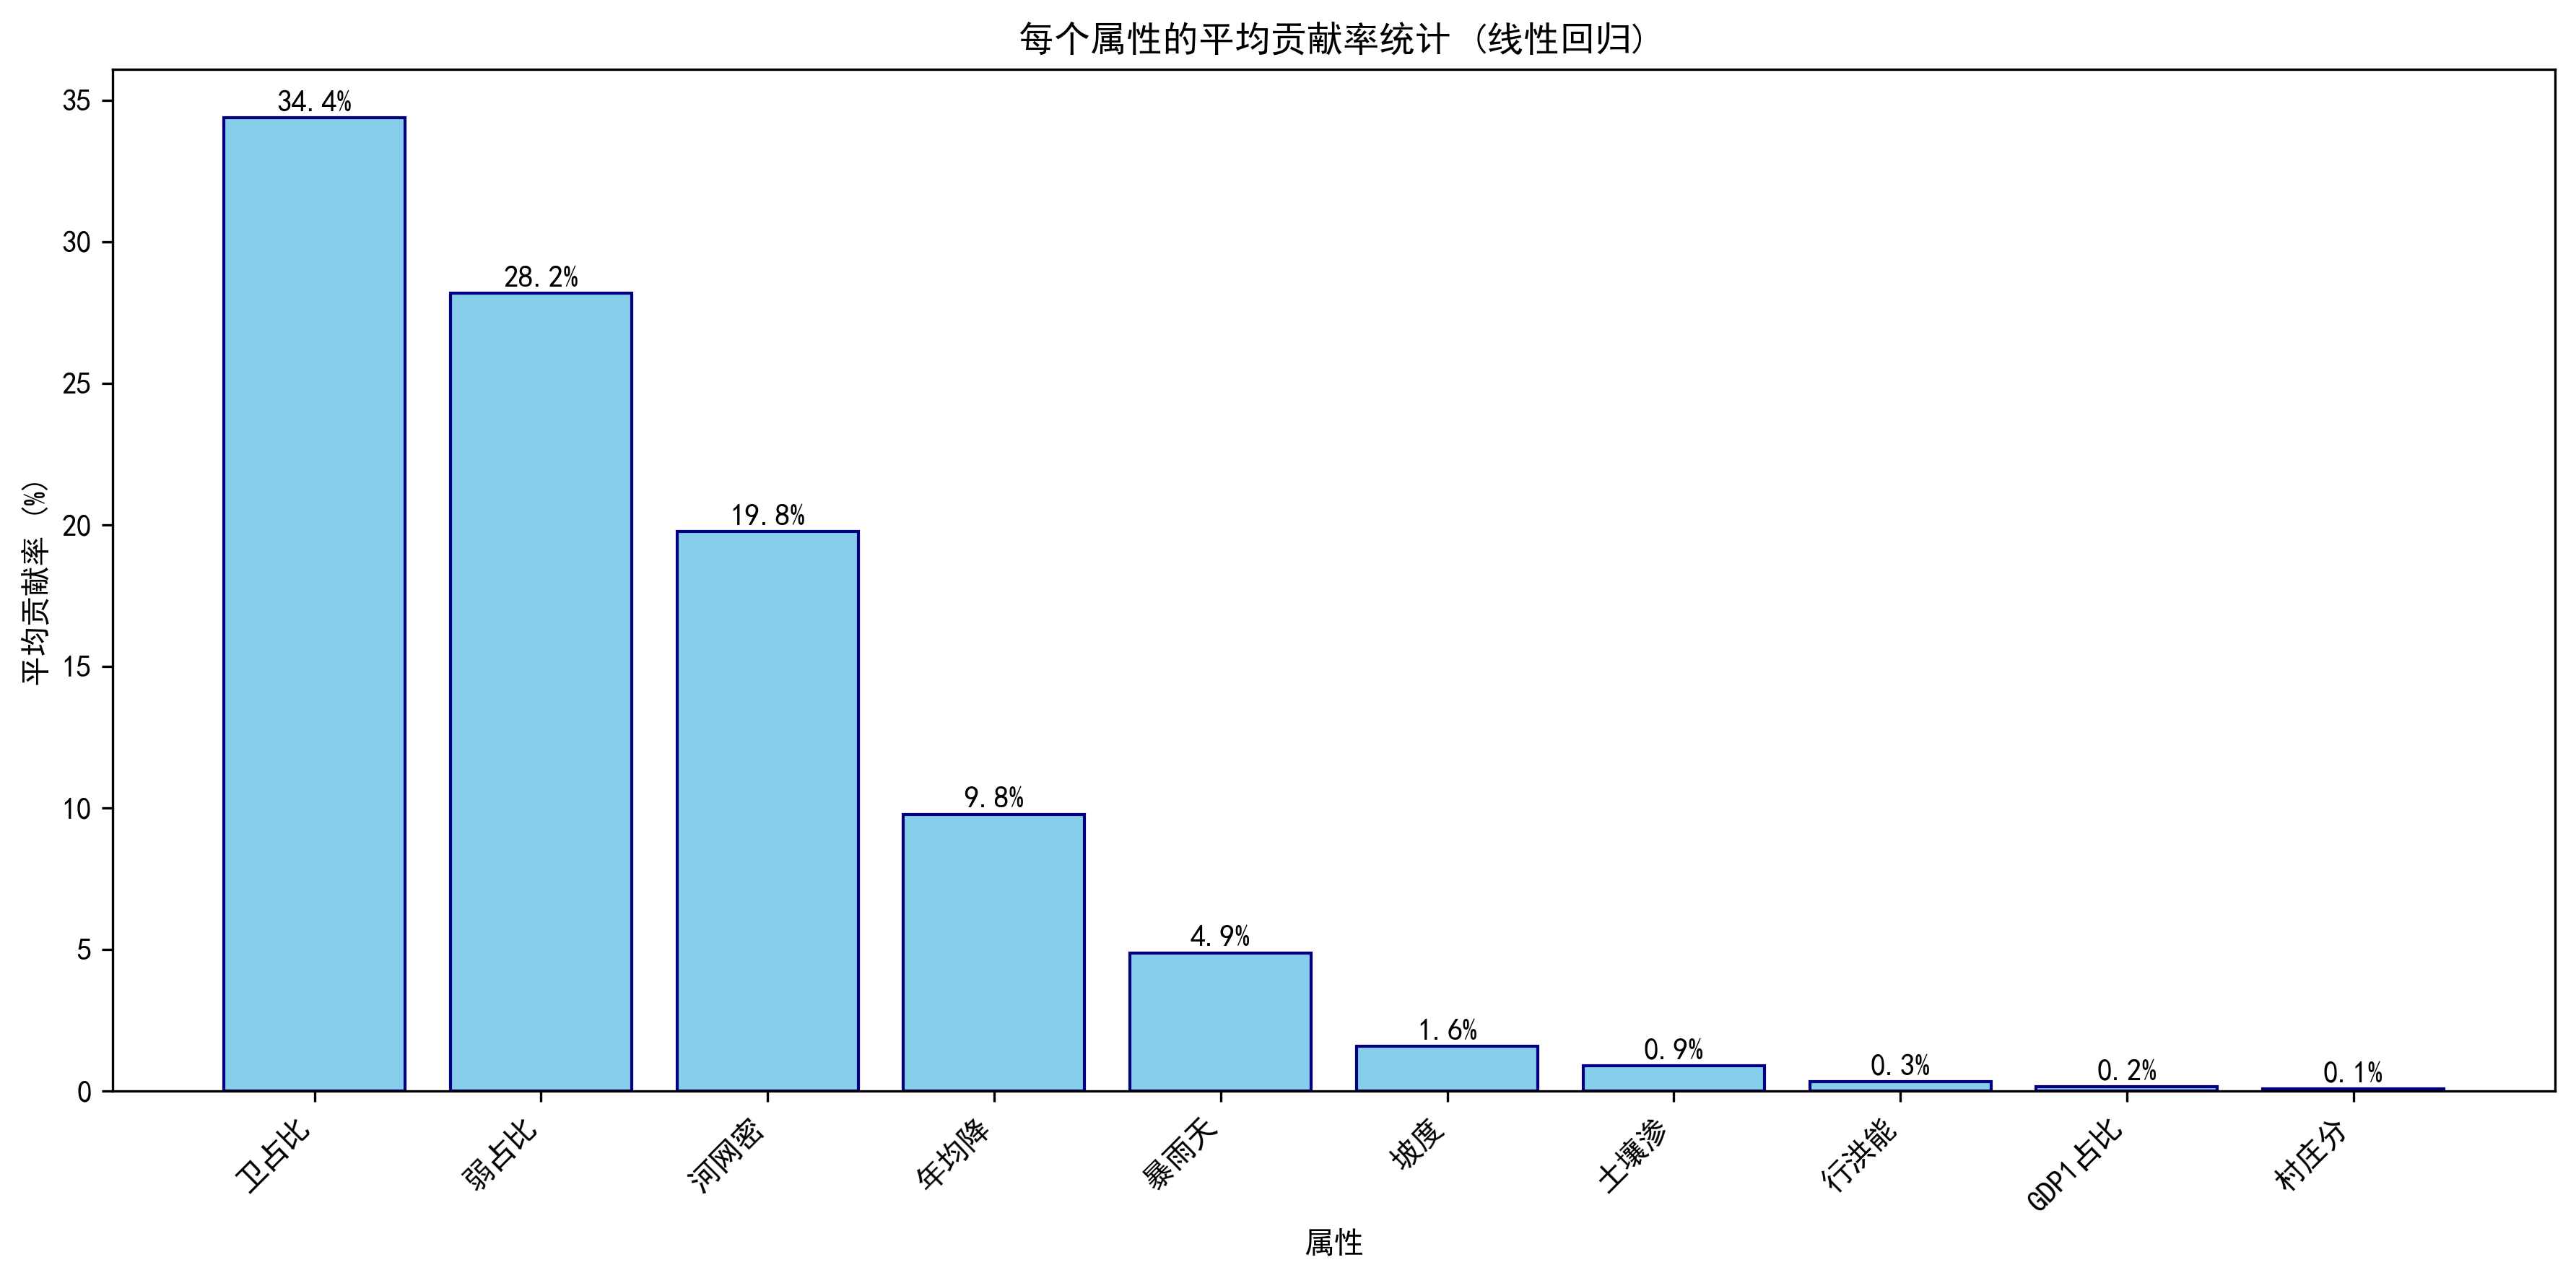 每个属性的平均贡献率统计 (线性回归)
平均贡献率 (%)
35
30
25
20
15
10
5
0
34.4%
28.2%
19.8%
9.8%
4.9%
1.6%
0.9%
0.3%
0.2%
0.1%
卫占比
弱占比
河网密
年均降
暴雨天
坡度
土壤渗
行洪能
GDP1占比
村庄分
属性